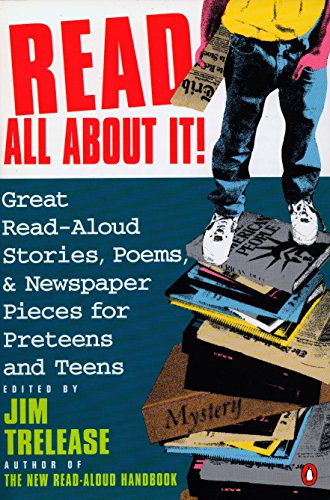 READ
ALL ABOUT IT!
Great
Read-Aloud
Stories, Poems,
& Newspaper
Pieces for
Preteens
and Teens
EDITED BY
JIM
TRELEASE
AUTHOR OF
THE NEW READ-ALOUD HANDBOOK
PEOPLE
Mystery